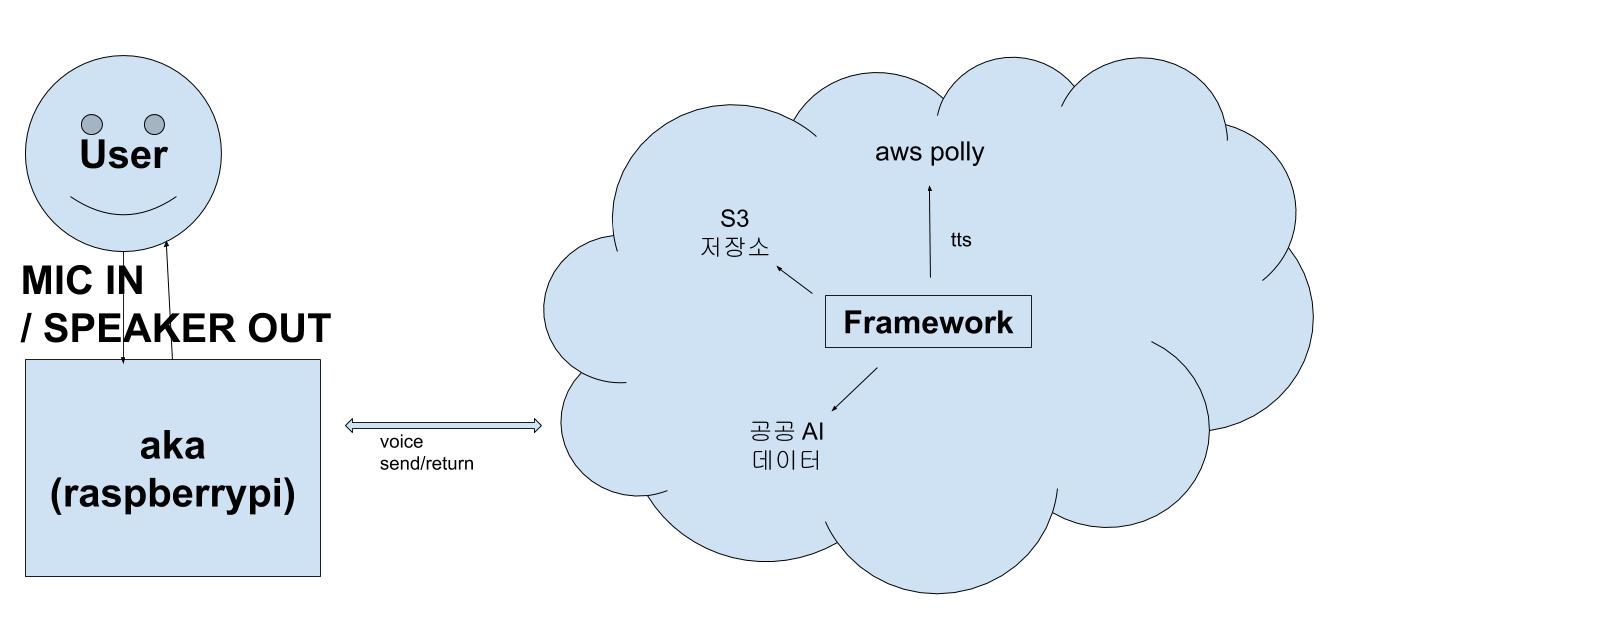 User
MIC IN
/ SPEAKER OUT
aka
(raspberrypi)
voice
send/return
aws polly
S3
저장소
tts
Framework
공공 AI
데이터